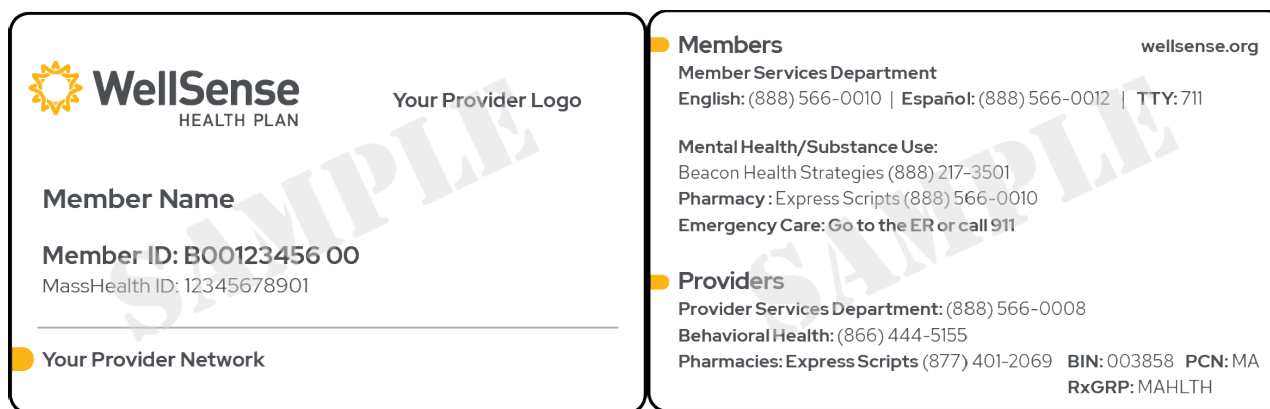 WellSense
HEALTH PLAN
Your Provider Logo
Member Name
Member ID: B00123456 00
MassHealth ID: 12345678901
Your Provider Network
SAMPLE
Members
wellsense.org
Member Services Department
English: (888) 566-0010 | Español: (888) 566-0012 | TTY: 711
Mental Health/Substance Use:
Beacon Health Strategies (888) 217-3501
Pharmacy : Express Scripts (888) 566-0010
Emergency Care: Go to the ER or call 911
Providers
Provider Services Department: (888) 566-0008
Behavioral Health: (866) 444-5155
Pharmacies: Express Scripts (877) 401-2069 BIN: 003858 PCN: MA
RxGRP: MAHLTH
SAMPLE